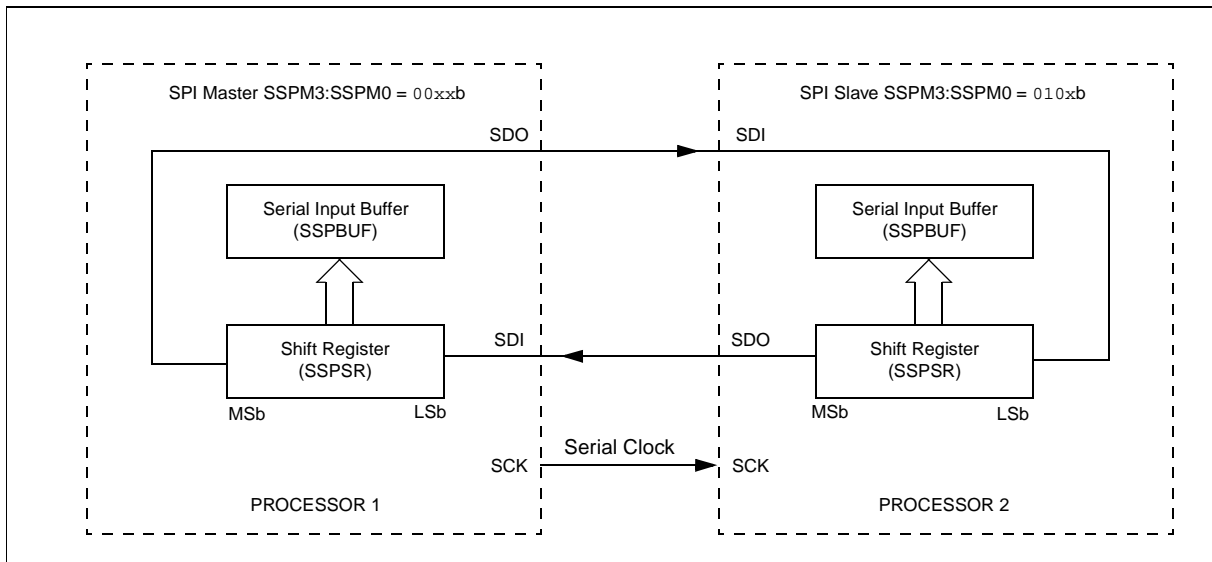 SPI Master SSPM3:SSPM0 = 00xxb
SPI Slave SSPM3:SSPM0 = 010xb
SDO
SDI
Serial Input Buffer
(SSPBUF)
Serial Input Buffer
(SSPBUF)
Shift Register
(SSPSR)
SDI
SDO
Shift Register
(SSPSR)
MSb
LSb
MSb
LSb
SCK
Serial Clock
SCK
PROCESSOR 1
PROCESSOR 2